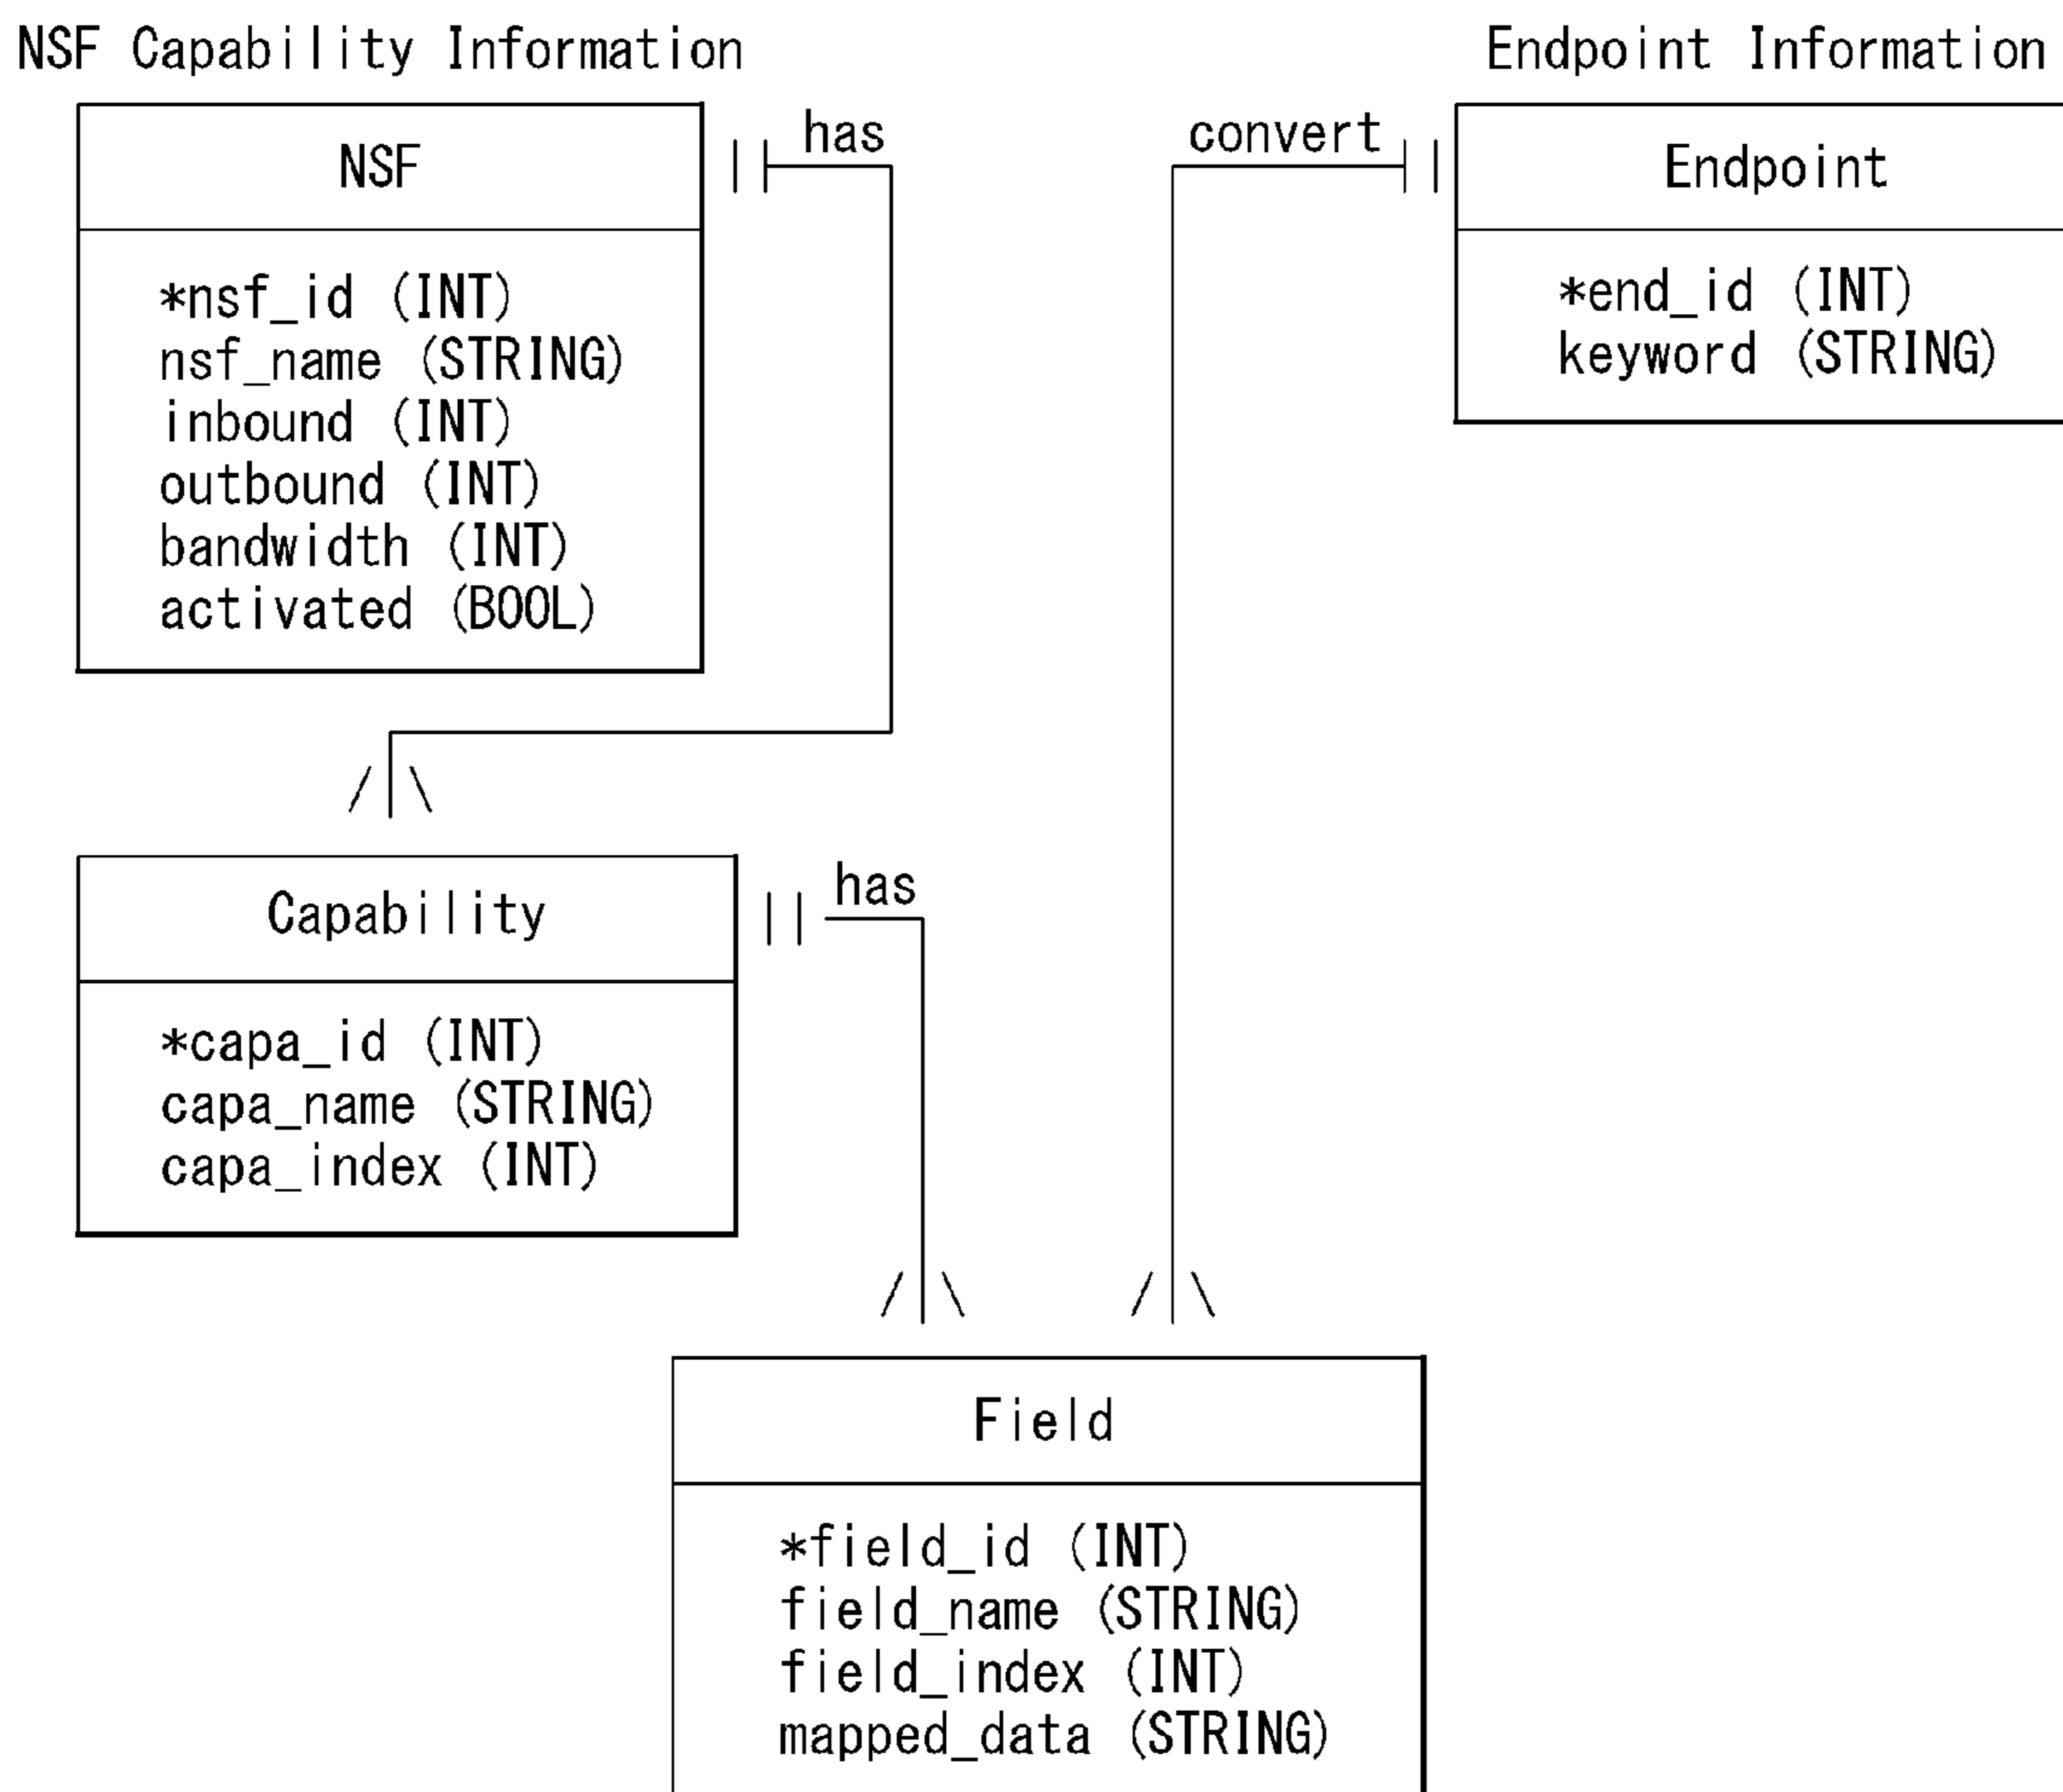 NSF Capability Information
Endpoint Information
NSF
has
convert
Endpoint
*nsf_id (INT)
nsf_name (STRING)
inbound (INT)
outbound (INT)
bandwidth (INT)
activated (BOOL)
*end_id (INT)
keyword (STRING)
Capability
has
*capa_id (INT)
capa_name (STRING)
capa_index (INT)
Field
*field_id (INT)
field_name (STRING)
field_index (INT)
mapped_data (STRING)